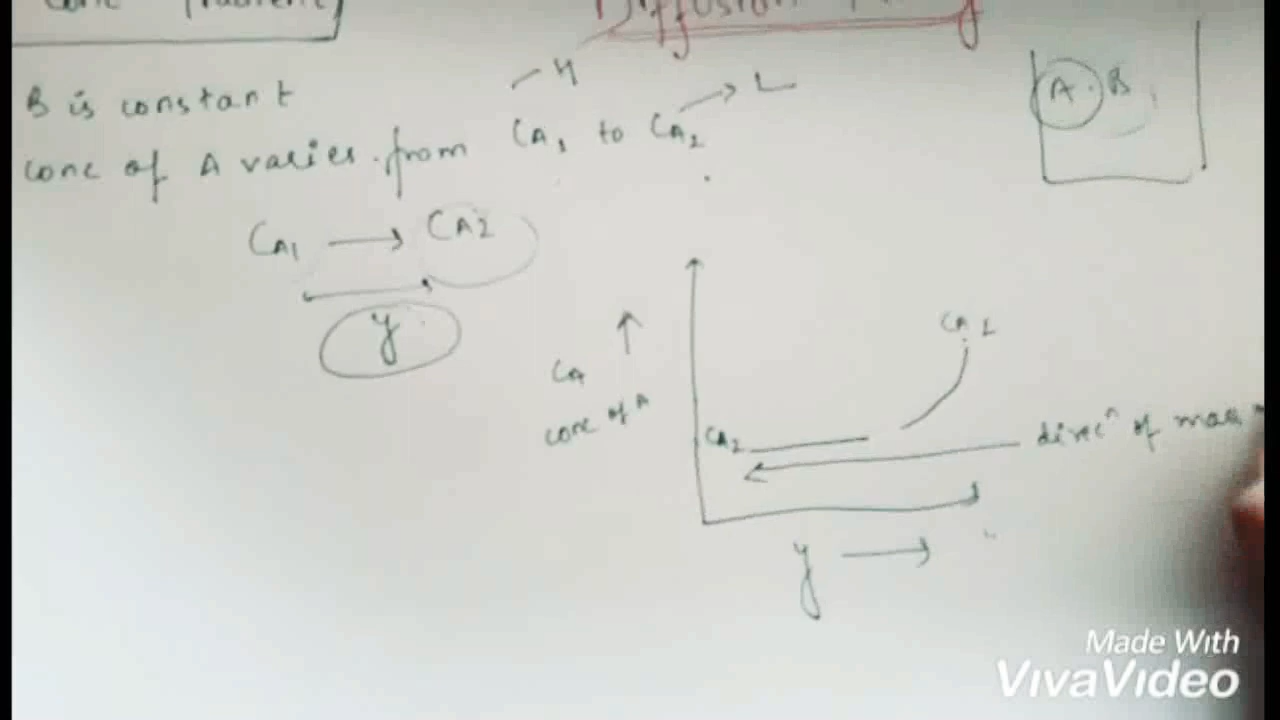 Diffusion
B is constant
conc of A varies from CA1 to CA2
H
L
A B
CA1 → CA2
y
CA
conc of A
CA2
direcⁿ of mass
y →
Made With
VivaVideo